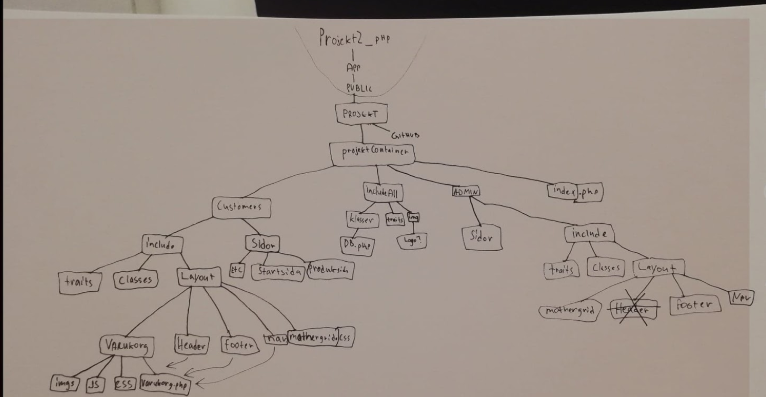 Projekt2_php
App
PUBLIC
PROJEKT
GitHub
projektContainer
Customers
includeAll
ADMIN
index.php
klasser
traits
img
DB.php
Logo?
Sidor
include
Include
Sidor
traits
classes
Layout
etc
Startsida
produktsida
traits
classes
Layout
mothergrid
Header
Footer
Nav
Varukorg
Header
footer
nav
mothergrid
css
imgs
JS
css
varukorg.php